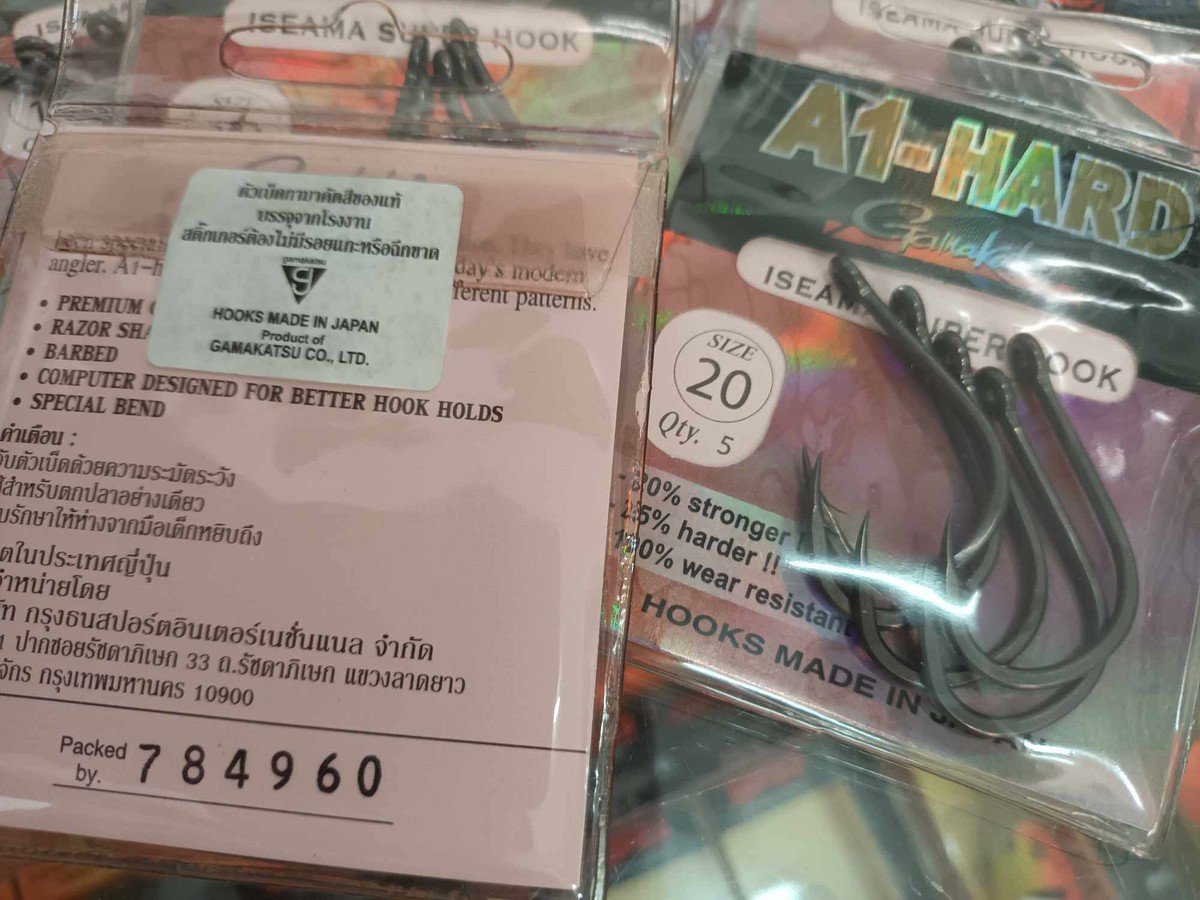 ISEAMA SUPER HOOK
ตัวเบ็ดกามาคัตสึของแท้
บรรจุจากโรงงาน
สติ๊กเกอร์ต้องไม่มีรอยแกะหรือฉีกขาด
gamakatsu
g
HOOKS MADE IN JAPAN
Product of
GAMAKATSU CO., LTD.
They have
angler. A1-h day's modern
ferent patterns.
• PREMIUM
• RAZOR SHA
• BARBED
• COMPUTER DESIGNED FOR BETTER HOOK HOLDS
• SPECIAL BEND
คำเตือน :
จับตัวเบ็ดด้วยความระมัดระวัง
สำหรับตกปลาอย่างเดียว
บรักษาให้ห่างจากมือเด็กหยิบถึง
ตในประเทศญี่ปุ่น
จำหน่ายโดย
ัท กรุงธนสปอร์ตอินเตอร์เนชั่นแนล จำกัด
1 ปากซอยรัชดาภิเษก 33 ถ.รัชดาภิเษก แขวงลาดยาว
จักร กรุงเทพมหานคร 10900
Packed by. 784960
A1-HARD
Gamakatsu
ISEAMA SUPER HOOK
SIZE
20
Qty. 5
20% stronger !
25% harder !!
100% wear resistant
HOOKS MADE IN JAPAN